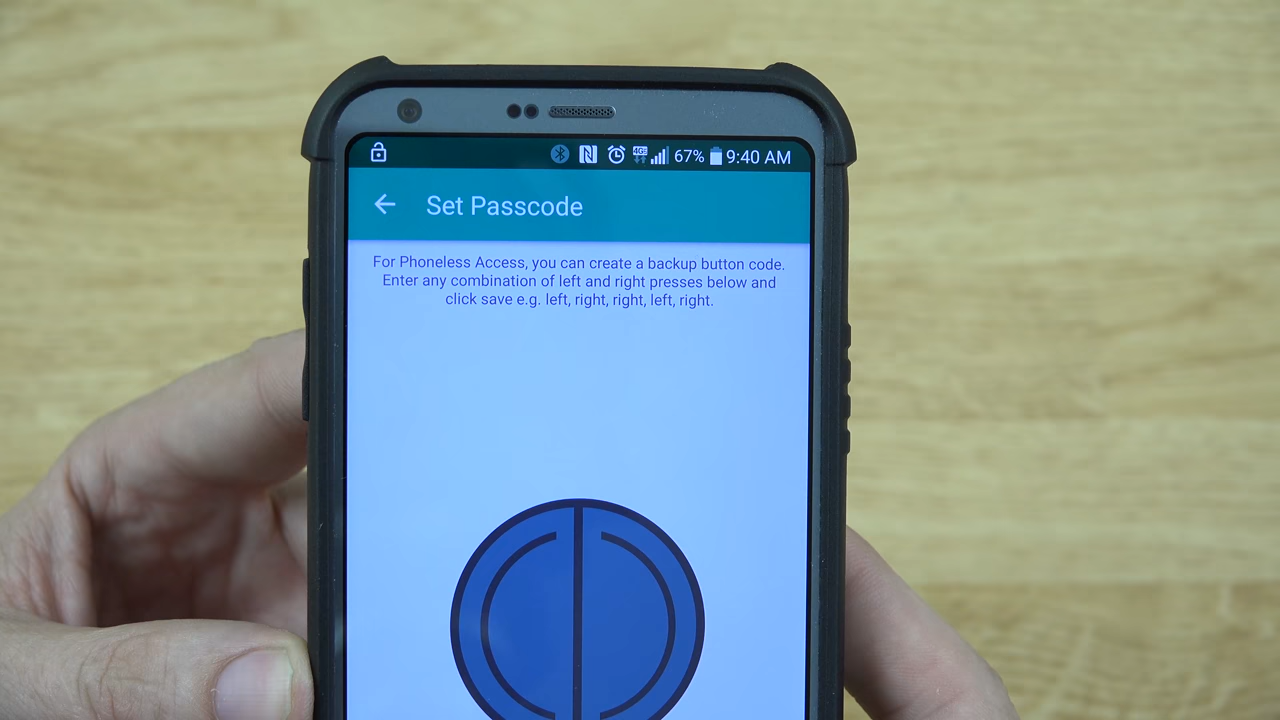 4GE 67% 9:40 AM
Set Passcode
For Phoneless Access, you can create a backup button code.
Enter any combination of left and right presses below and
click save e.g. left, right, right, left, right.